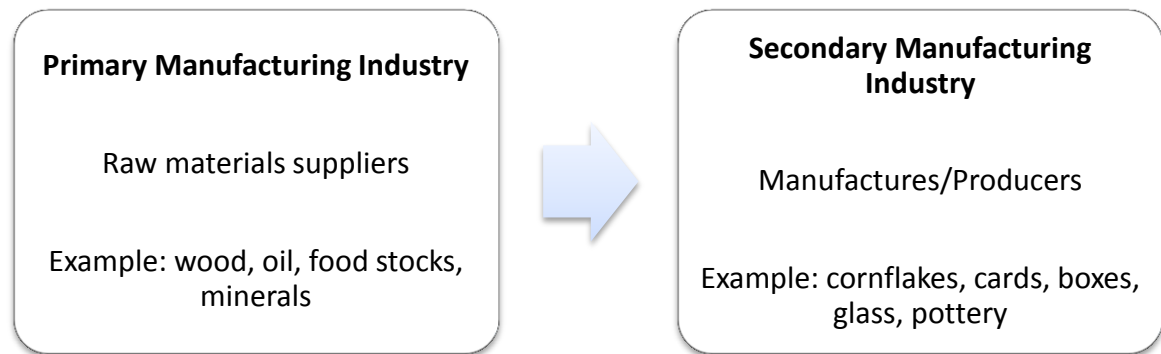 Primary Manufacturing Industry
Raw materials suppliers
Example: wood, oil, food stocks,
minerals
Secondary Manufacturing
Industry
Manufactures/Producers
Example: cornflakes, cards, boxes,
glass, pottery